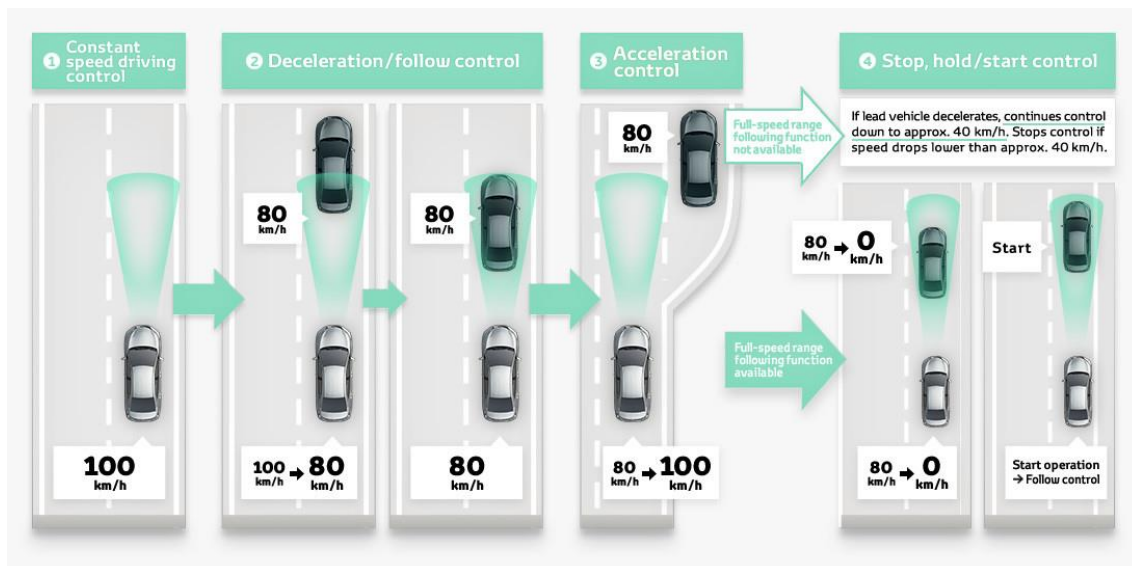 1 Constant
speed driving
control
2 Deceleration/follow control
3 Acceleration
control
4 Stop, hold/start control
100
km/h
80
km/h
100
km/h → 80
km/h
80
km/h
80
km/h
80
km/h
80
km/h → 100
km/h
Full-speed range
following function
not available
If lead vehicle decelerates, continues control
down to approx. 40 km/h. Stops control if
speed drops lower than approx. 40 km/h.
Full-speed range
following function
available
80
km/h → 0
km/h
80
km/h → 0
km/h
Start
Start operation
→ Follow control